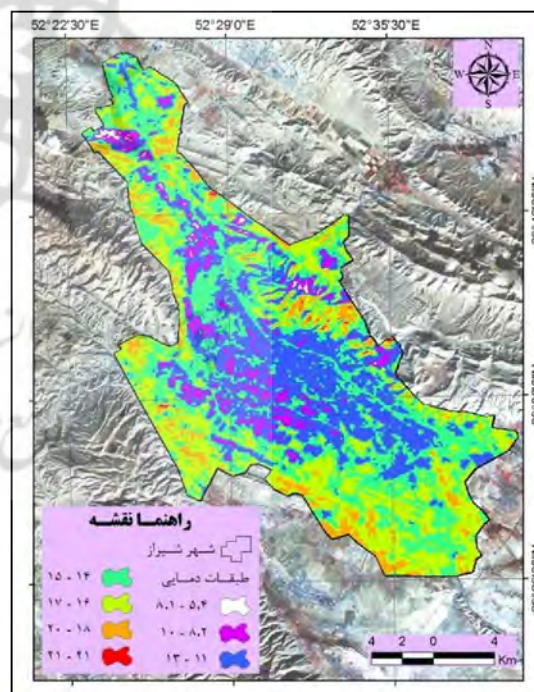 52°22'30"E
52°29'0"E
52°35'30"E
N
W
E
S
راهنما نقشه
شهر شیراز
طبقات دمایی
۸.۱ - ۵.۴
۱۰ - ۸.۲
۱۳ - ۱۱
۱۵ - ۱۴
۱۷ - ۱۶
۲۰ - ۱۸
۲۱ - ۲۱
4 2 0 4
Km